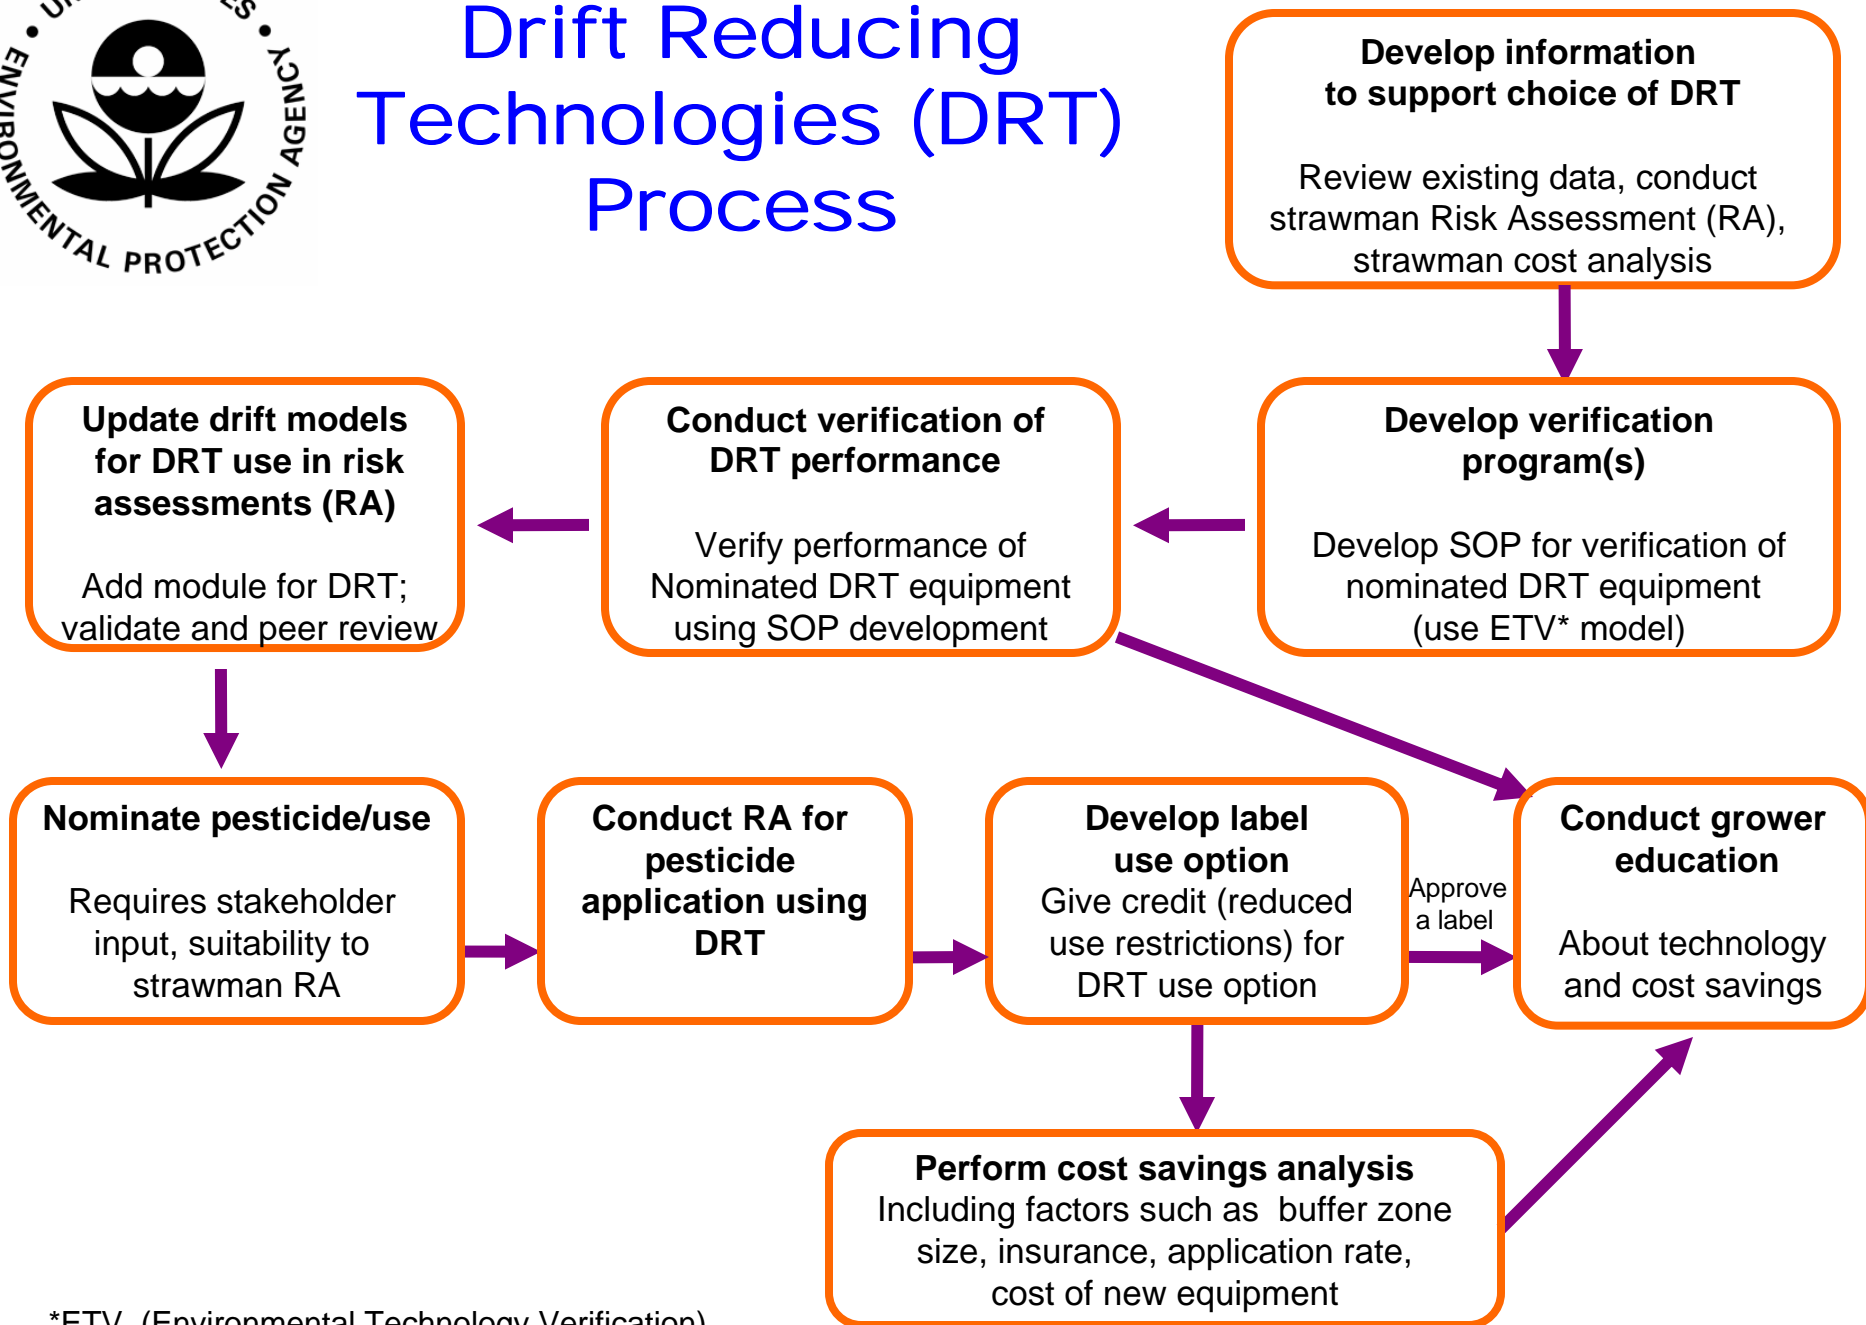 ENVIRONMENTAL PROTECTION AGENCY
Drift Reducing
Technologies (DRT)
Process
Develop information
to support choice of DRT
Review existing data, conduct
strawman Risk Assessment (RA),
strawman cost analysis
Develop verification
program(s)
Develop SOP for verification of
nominated DRT equipment
(use ETV* model)
Conduct verification of
DRT performance
Verify performance of
Nominated DRT equipment
using SOP development
Update drift models
for DRT use in risk
assessments (RA)
Add module for DRT;
validate and peer review
Nominate pesticide/use
Requires stakeholder
input, suitability to
strawman RA
Conduct RA for
pesticide
application using
DRT
Develop label
use option
Give credit (reduced
use restrictions) for
DRT use option
Approve
a label
Conduct grower
education
About technology
and cost savings
Perform cost savings analysis
Including factors such as  buffer zone
size, insurance, application rate,
cost of new equipment
*ETV  (Environmental Technology Verification)